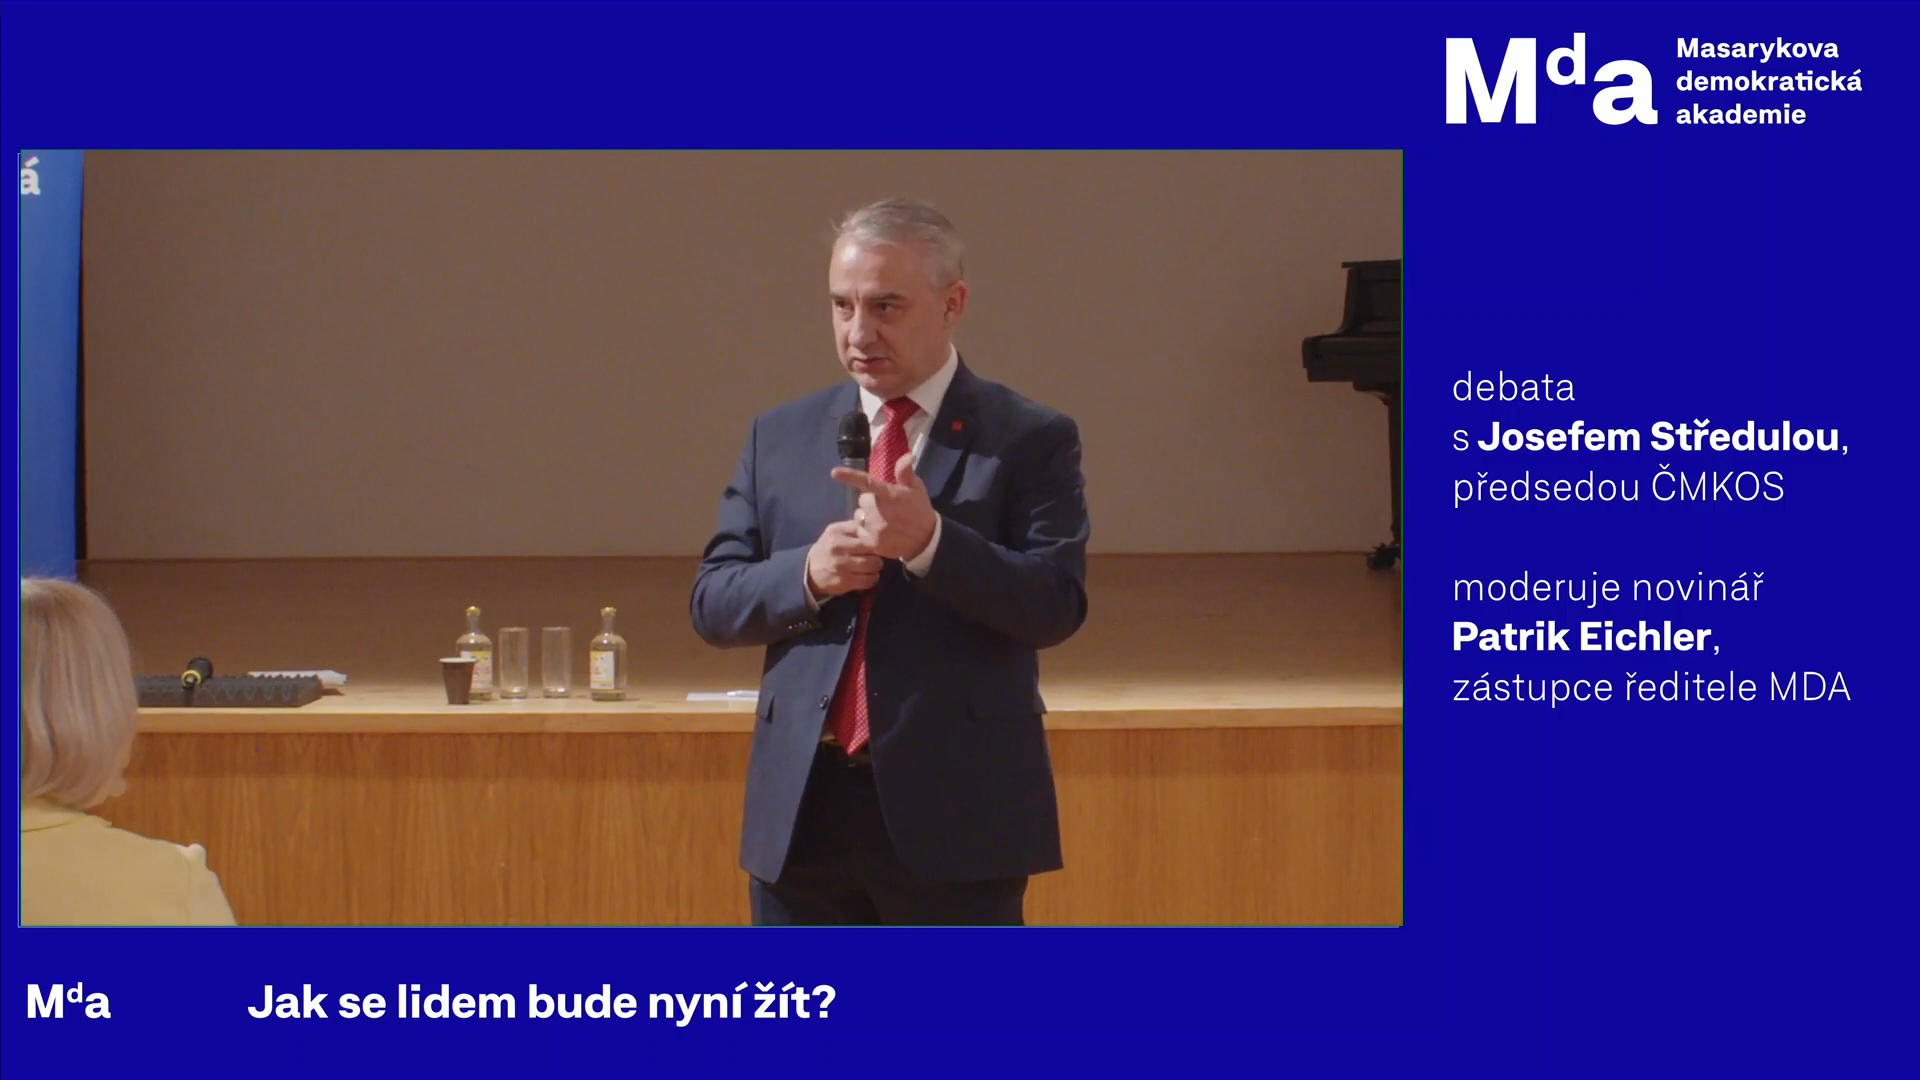 Mda
Masarykova
demokratická
akademie
á
debata
s Josefem Středulou,
předsedou ČMKOS
moderuje novinář
Patrik Eichler,
zástupce ředitele MDA
Mda
Jak se lidem bude nyní žít?